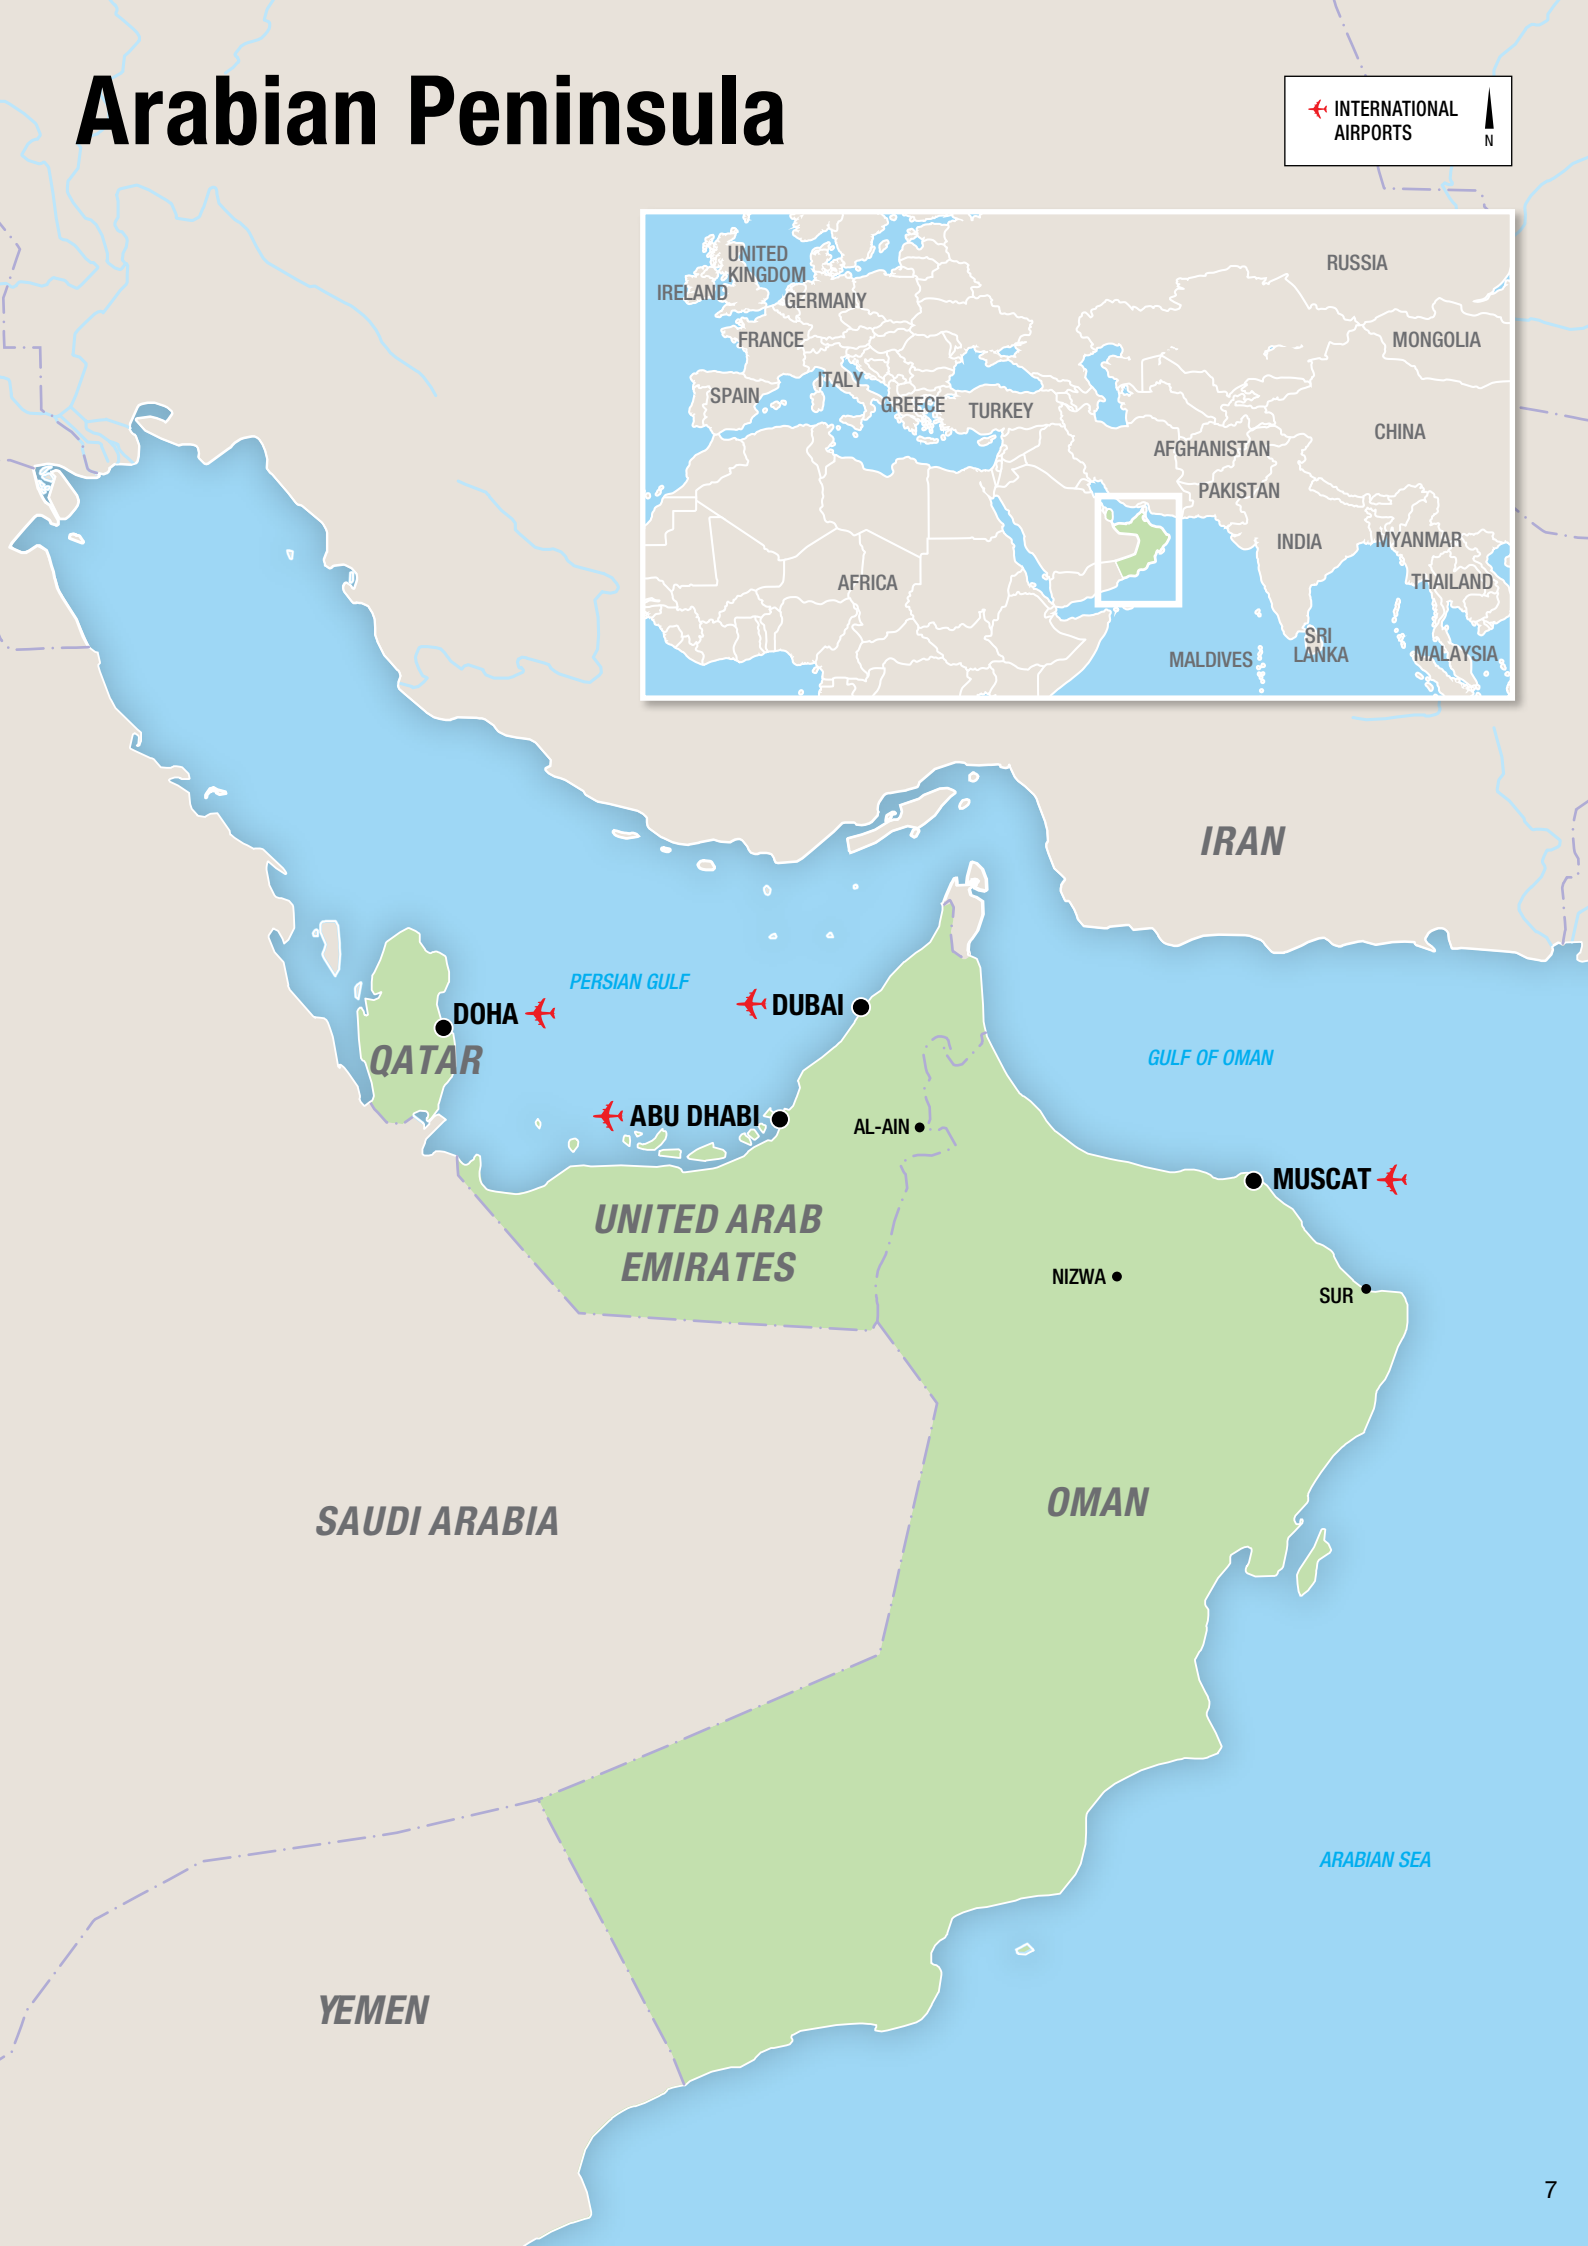 Arabian Peninsula
INTERNATIONAL
AIRPORTS
N
UNITED
KINGDOM
IRELAND
GERMANY
FRANCE
SPAIN
ITALY
GREECE
TURKEY
RUSSIA
MONGOLIA
CHINA
AFGHANISTAN
PAKISTAN
INDIA
MYANMAR
THAILAND
AFRICA
SRI
LANKA
MALDIVES
MALAYSIA
IRAN
PERSIAN GULF
DUBAI
DOHA
QATAR
GULF OF OMAN
ABU DHABI
AL-AIN
MUSCAT
UNITED ARAB
EMIRATES
NIZWA
SUR
SAUDI ARABIA
OMAN
ARABIAN SEA
YEMEN
7